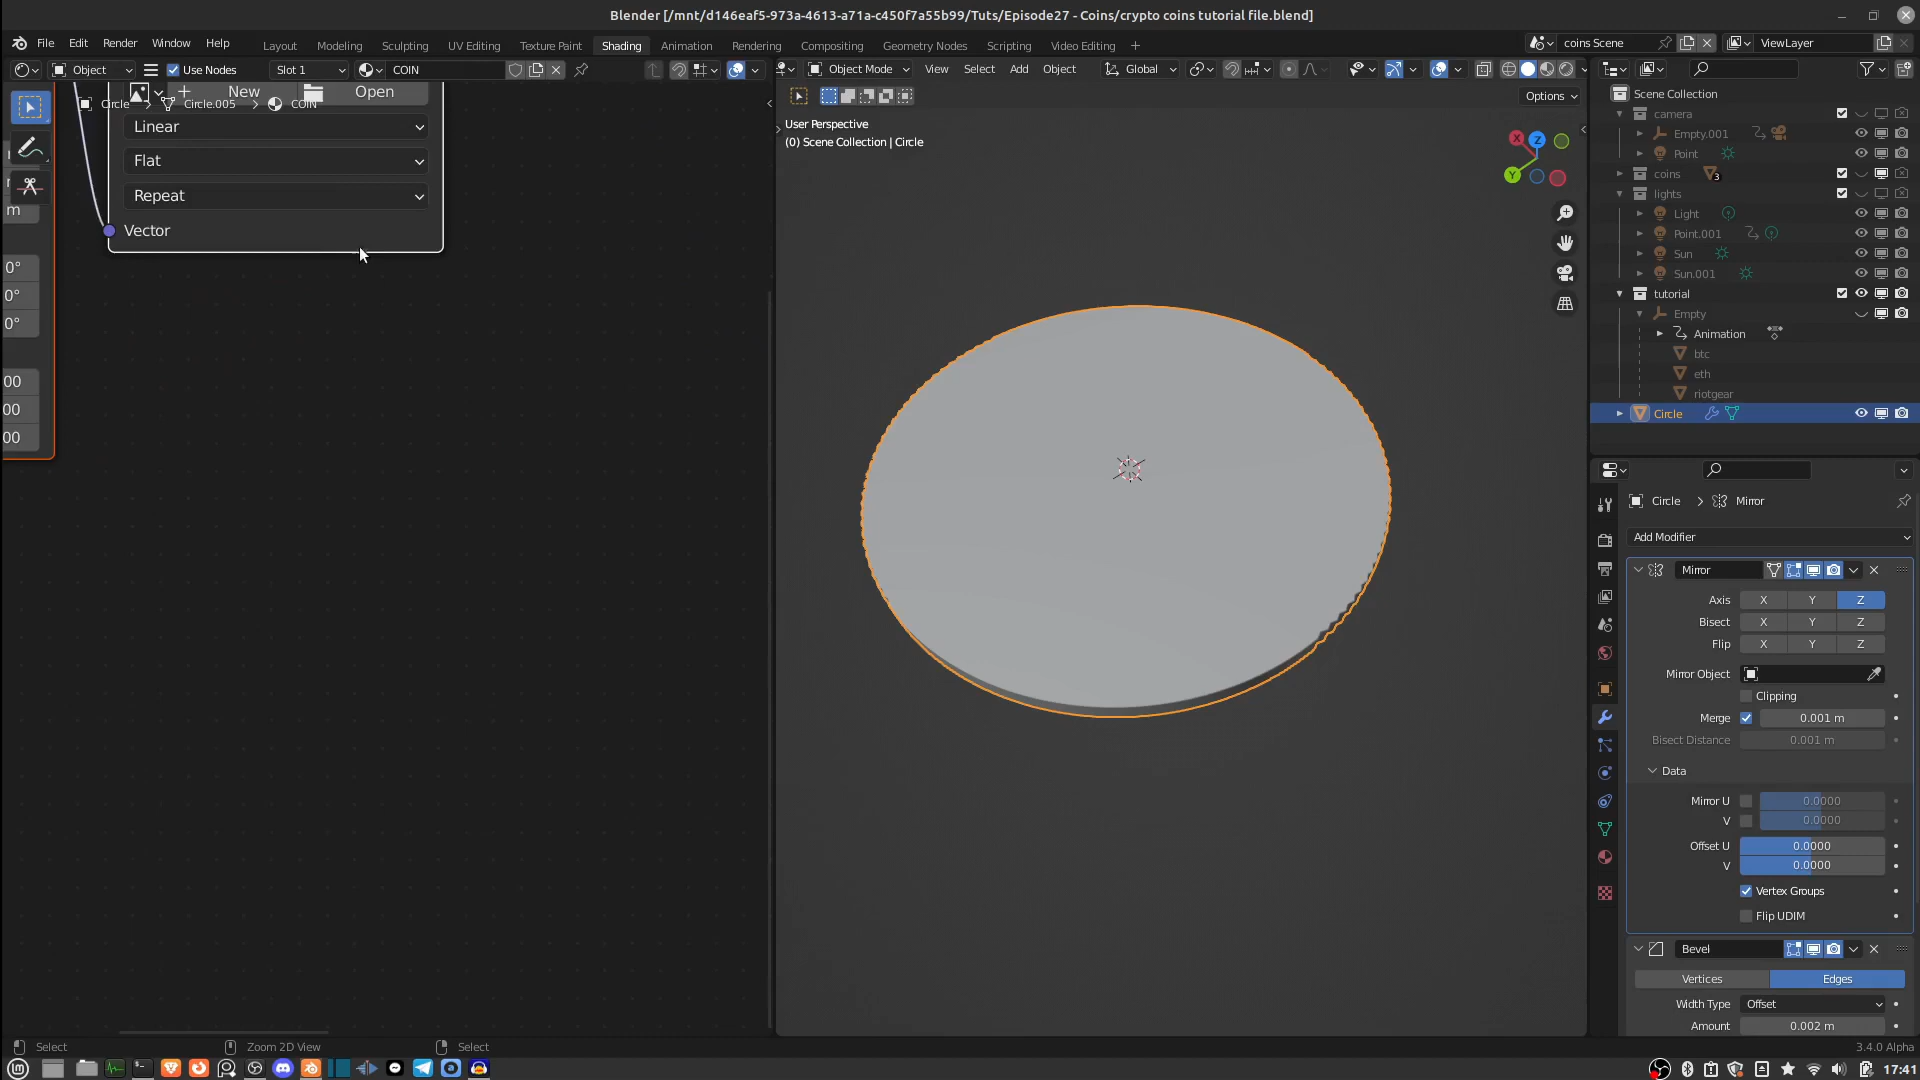 Blender [/mnt/d146eaf5-973a-4613-a71a-c450f7a55b99/Tuts/Episode27 - Coins/crypto coins tutorial file.blend]
File Edit Render Window Help
Layout Modeling Sculpting UV Editing Texture Paint Shading Animation Rendering Compositing Geometry Nodes Scripting Video Editing +
coins Scene
ViewLayer
Object
Use Nodes
Slot 1
COIN
Object Mode
View Select Add Object
Global
Options
New
Open
Circle > Circle.005 > COIN
Linear
Flat
Repeat
Vector
m
0°
0°
0°
00
00
00
User Perspective
(0) Scene Collection | Circle
X
Z
Y
Scene Collection
camera
Empty.001
Point
coins
3
lights
Light
Point.001
Sun
Sun.001
tutorial
Empty
Animation
btc
eth
riotgear
Circle
Circle > Mirror
Add Modifier
Mirror
Axis X Y Z
Bisect X Y Z
Flip X Y Z
Mirror Object
Clipping
Merge 0.001 m
Bisect Distance 0.001 m
Data
Mirror U 0.0000
V 0.0000
Offset U 0.0000
V 0.0000
Vertex Groups
Flip UDIM
Bevel
Vertices Edges
Width Type Offset
Amount 0.002 m
Select
Zoom 2D View
Select
3.4.0 Alpha
17:41